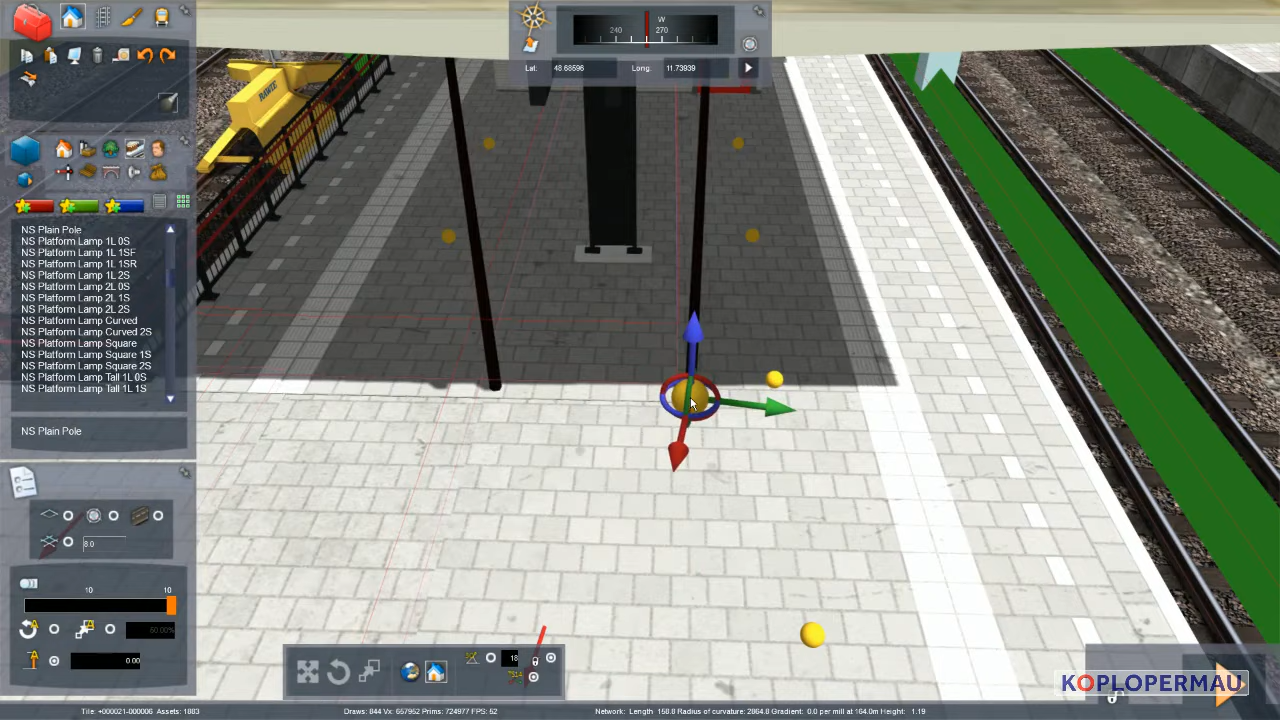 W
240 270
Lat: 48.68596 Long: 11.73939
RAWIE
NS Plain Pole
NS Platform Lamp 1L 0S
NS Platform Lamp 1L 1SF
NS Platform Lamp 1L 1SR
NS Platform Lamp 1L 2S
NS Platform Lamp 2L 0S
NS Platform Lamp 2L 1S
NS Platform Lamp 2L 2S
NS Platform Lamp Curved
NS Platform Lamp Curved 2S
NS Platform Lamp Square
NS Platform Lamp Square 1S
NS Platform Lamp Square 2S
NS Platform Lamp Tall 1L 0S
NS Platform Lamp Tall 1L 1S
NS Plain Pole
8.0
10 10
50.00%
0.00
18
KOPLOPERMAU
Tile: +000021-000006 Assets: 1883 Draws: 844 Vx: 657952 Prims: 724977 FPS: 52 Network: Length 158.8 Radius of curvature: 2864.8 Gradient: 0.0 per mill at 164.0m Height: 1.19